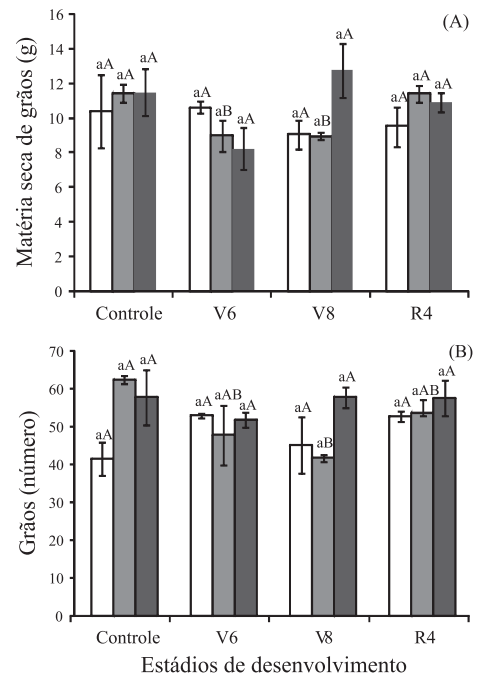 (A)
Matéria seca de grãos (g)
16
14
12
10
8
6
4
2
0
aA aA aA
aA aB aA
aA aB aA
aA aA aA
Controle V6 V8 R4
(B)
Grãos (número)
70
60
50
40
30
20
10
0
aA aA aA
aA aAB aA
aA aB aA
aA aAB aA
Controle V6 V8 R4
Estádios de desenvolvimento